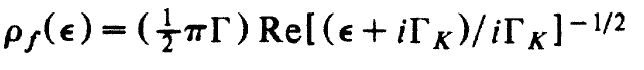 ρ_f(ϵ) = (½πΓ) Re[(ϵ + iΓ_K)/iΓ_K]^{-1/2}